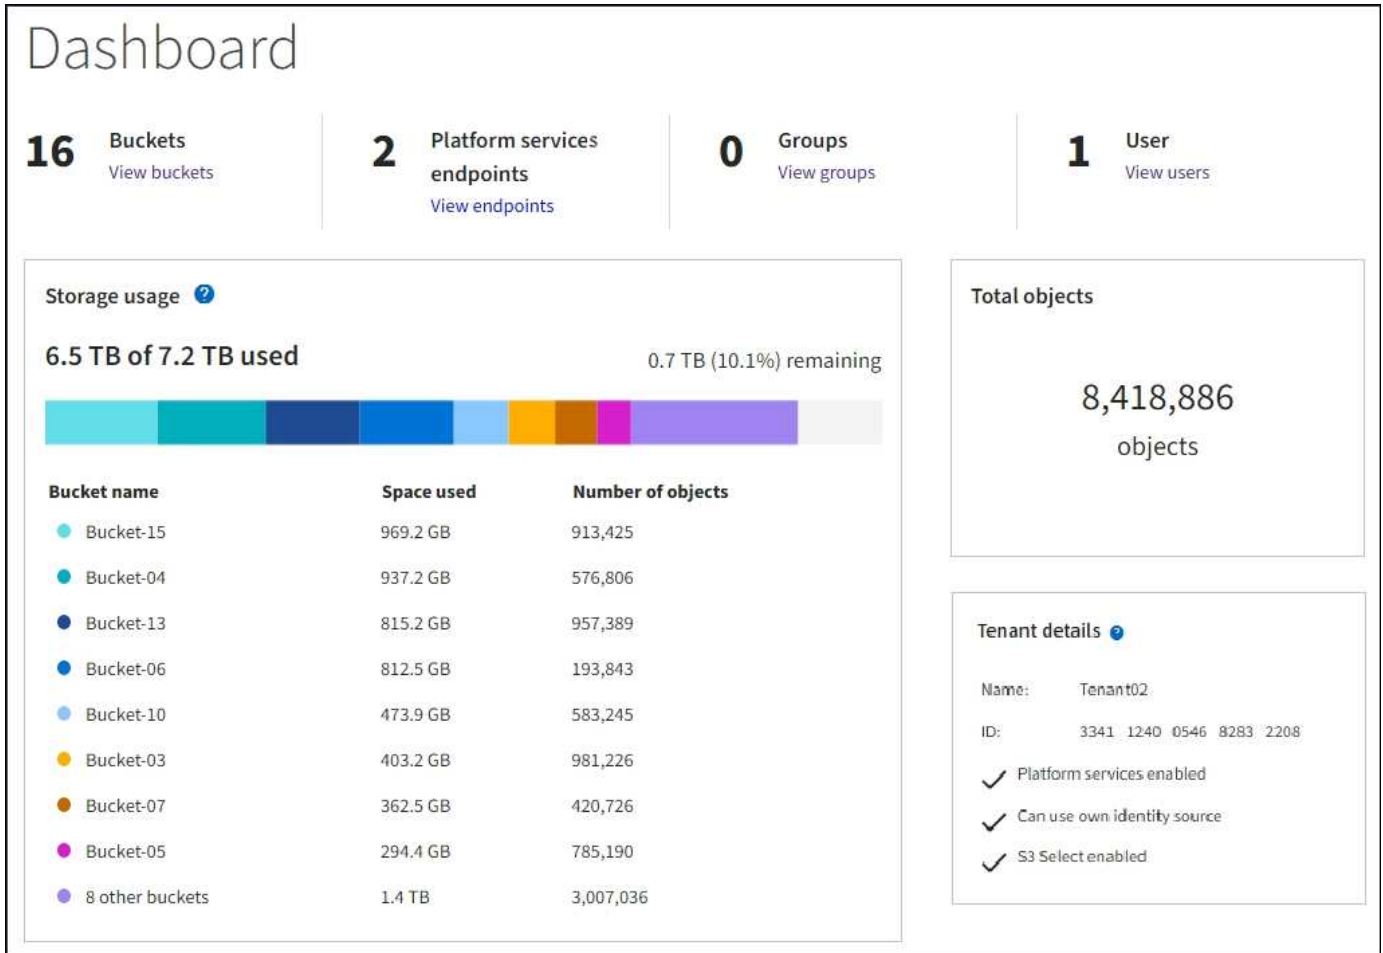 Dashboard
16 Buckets
View buckets
2 Platform services
endpoints
View endpoints
0 Groups
View groups
1 User
View users
Storage usage ?
6.5 TB of 7.2 TB used
0.7 TB (10.1%) remaining
Bucket name Space used Number of objects
Bucket-15 969.2 GB 913,425
Bucket-04 937.2 GB 576,806
Bucket-13 815.2 GB 957,389
Bucket-06 812.5 GB 193,843
Bucket-10 473.9 GB 583,245
Bucket-03 403.2 GB 981,226
Bucket-07 362.5 GB 420,726
Bucket-05 294.4 GB 785,190
8 other buckets 1.4 TB 3,007,036
Total objects
8,418,886
objects
Tenant details ?
Name: Tenant02
ID: 3341 1240 0546 8283 2208
Platform services enabled
Can use own identity source
S3 Select enabled